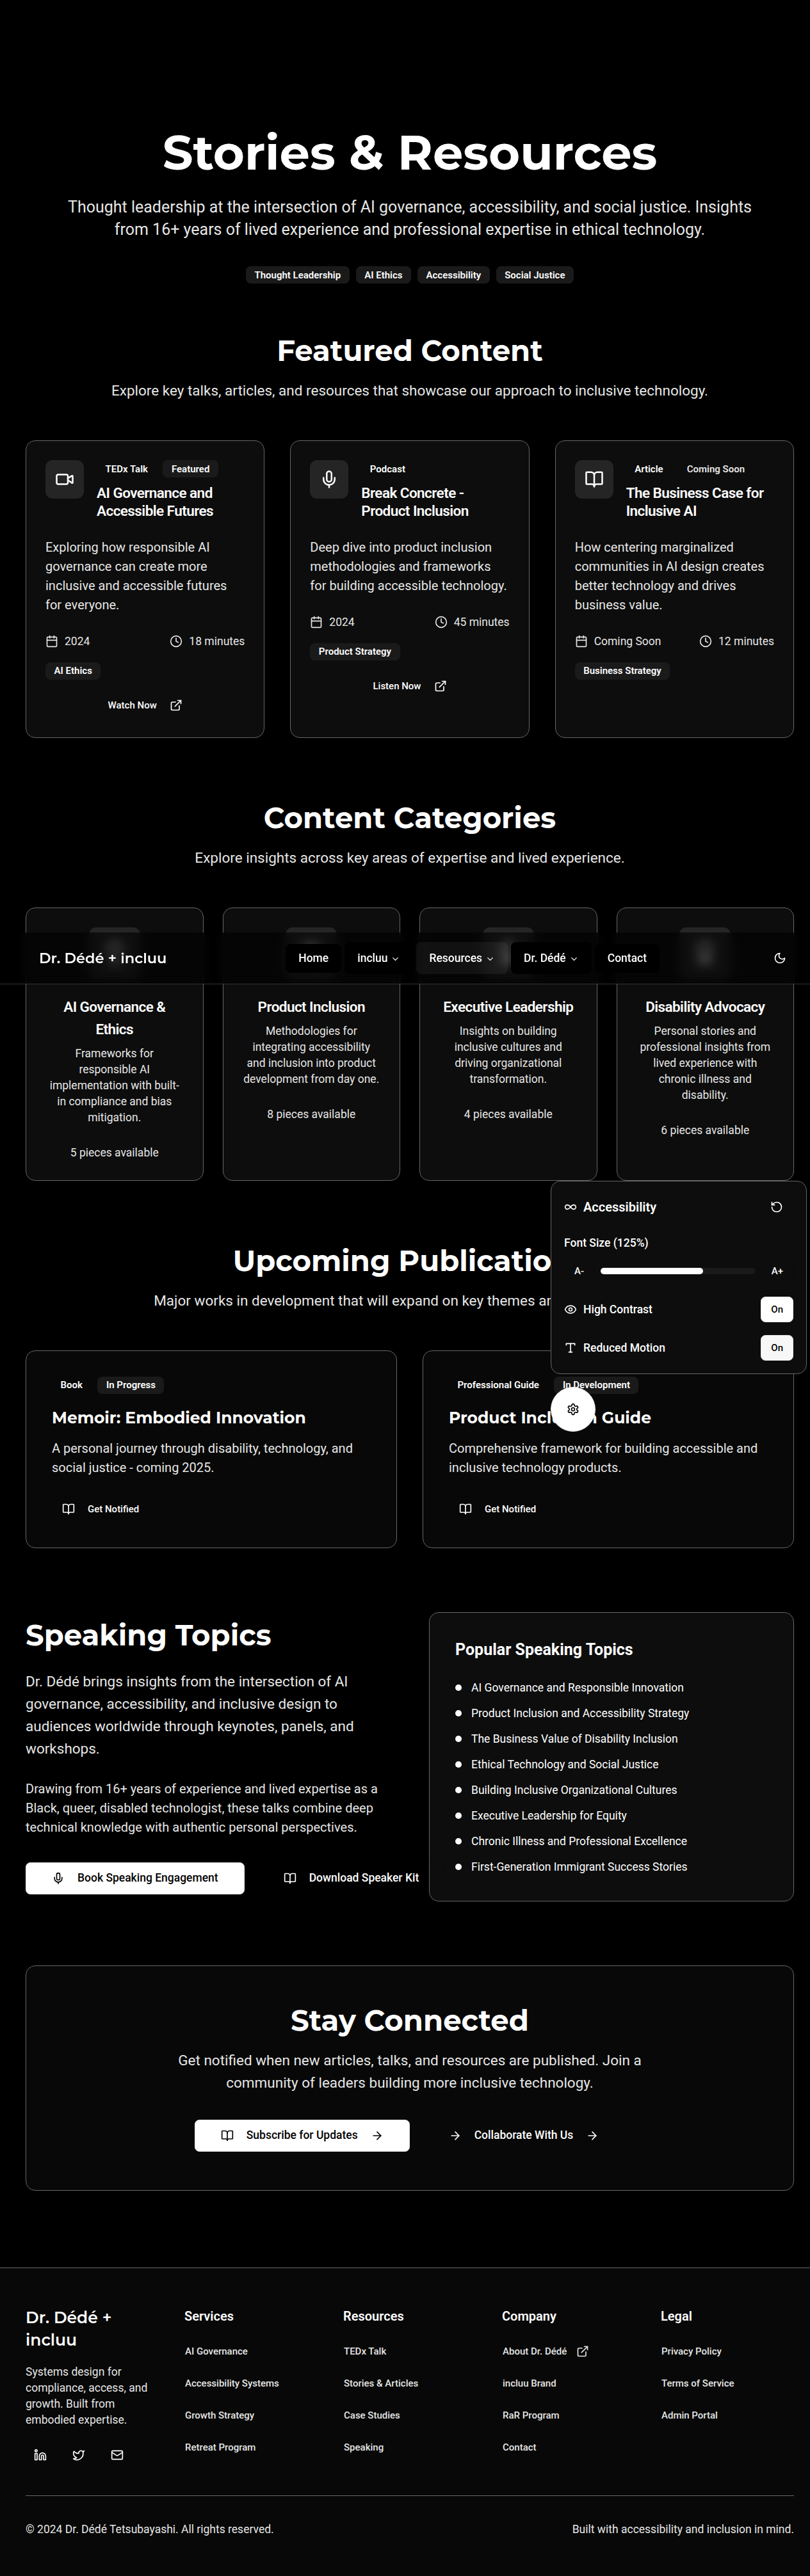 Stories & Resources
Thought leadership at the intersection of AI governance, accessibility, and social justice. Insights
from 16+ years of lived experience and professional expertise in ethical technology.
Thought Leadership
AI Ethics
Accessibility
Social Justice
Featured Content
Explore key talks, articles, and resources that showcase our approach to inclusive technology.
TEDx Talk
Featured
AI Governance and
Accessible Futures
Exploring how responsible AI
governance can create more
inclusive and accessible futures
for everyone.
2024
18 minutes
AI Ethics
Watch Now
Podcast
Break Concrete -
Product Inclusion
Deep dive into product inclusion
methodologies and frameworks
for building accessible technology.
2024
45 minutes
Product Strategy
Listen Now
Article
Coming Soon
The Business Case for
Inclusive AI
How centering marginalized
communities in AI design creates
better technology and drives
business value.
Coming Soon
12 minutes
Business Strategy
Content Categories
Explore insights across key areas of expertise and lived experience.
Dr. Dédé + incluu
Home
incluu
Resources
Dr. Dédé
Contact
AI Governance &
Ethics
Frameworks for
responsible AI
implementation with built-
in compliance and bias
mitigation.
5 pieces available
Product Inclusion
Methodologies for
integrating accessibility
and inclusion into product
development from day one.
8 pieces available
Executive Leadership
Insights on building
inclusive cultures and
driving organizational
transformation.
4 pieces available
Disability Advocacy
Personal stories and
professional insights from
lived experience with
chronic illness and
disability.
6 pieces available
Accessibility
Font Size (125%)
A-
A+
High Contrast
On
Reduced Motion
On
Upcoming Publicatio
Major works in development that will expand on key themes
Book
In Progress
Memoir: Embodied Innovation
A personal journey through disability, technology, and
social justice - coming 2025.
Get Notified
Professional Guide
In Development
Product Guide
Comprehensive framework for building accessible and
inclusive technology products.
Get Notified
Speaking Topics
Dr. Dédé brings insights from the intersection of AI
governance, accessibility, and inclusive design to
audiences worldwide through keynotes, panels, and
workshops.
Drawing from 16+ years of experience and lived expertise as a
Black, queer, disabled technologist, these talks combine deep
technical knowledge with authentic personal perspectives.
Book Speaking Engagement
Download Speaker Kit
Popular Speaking Topics
AI Governance and Responsible Innovation
Product Inclusion and Accessibility Strategy
The Business Value of Disability Inclusion
Ethical Technology and Social Justice
Building Inclusive Organizational Cultures
Executive Leadership for Equity
Chronic Illness and Professional Excellence
First-Generation Immigrant Success Stories
Stay Connected
Get notified when new articles, talks, and resources are published. Join a
community of leaders building more inclusive technology.
Subscribe for Updates
Collaborate With Us
Dr. Dédé +
incluu
Systems design for
compliance, access, and
growth. Built from
embodied expertise.
Services
AI Governance
Accessibility Systems
Growth Strategy
Retreat Program
Resources
TEDx Talk
Stories & Articles
Case Studies
Speaking
Company
About Dr. Dédé
incluu Brand
RaR Program
Contact
Legal
Privacy Policy
Terms of Service
Admin Portal
© 2024 Dr. Dédé Tetsubayashi. All rights reserved.
Built with accessibility and inclusion in mind.